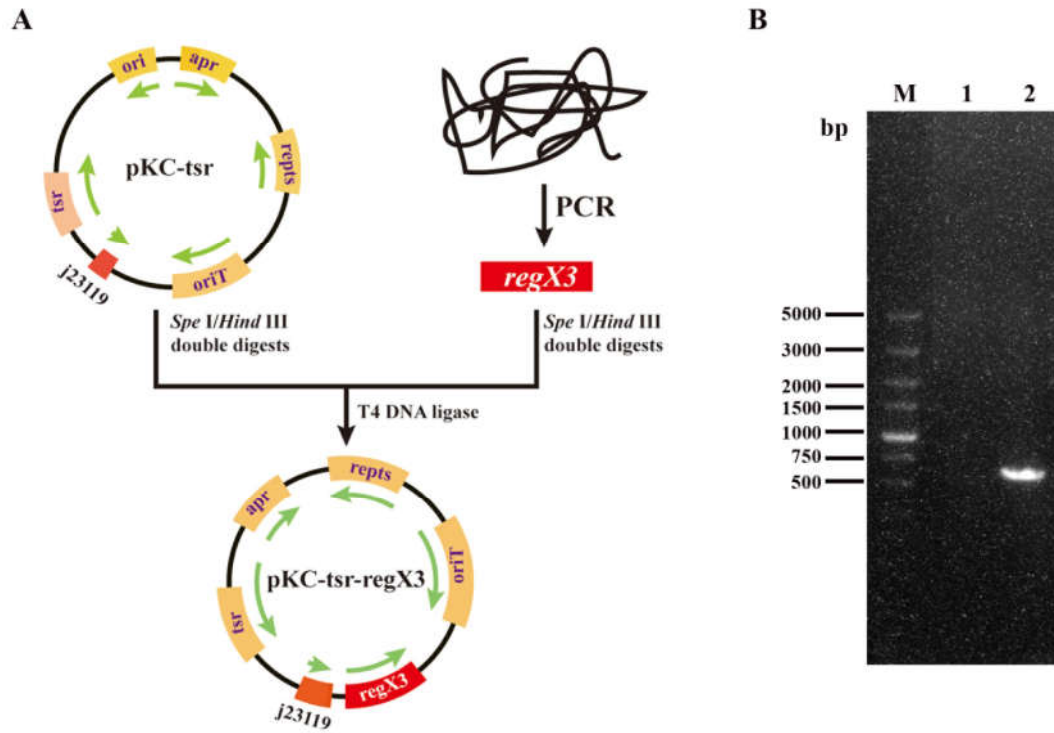 A
ori
apr
pKC-tsr
repts
tsr
j23119
oriT
PCR
regX3
Spe I/Hind III
double digests
Spe I/Hind III
double digests
T4 DNA ligase
repts
apr
oriT
pKC-tsr-regX3
tsr
regX3
j23119
B
M 1 2
bp
5000
3000
2000
1500
1000
750
500